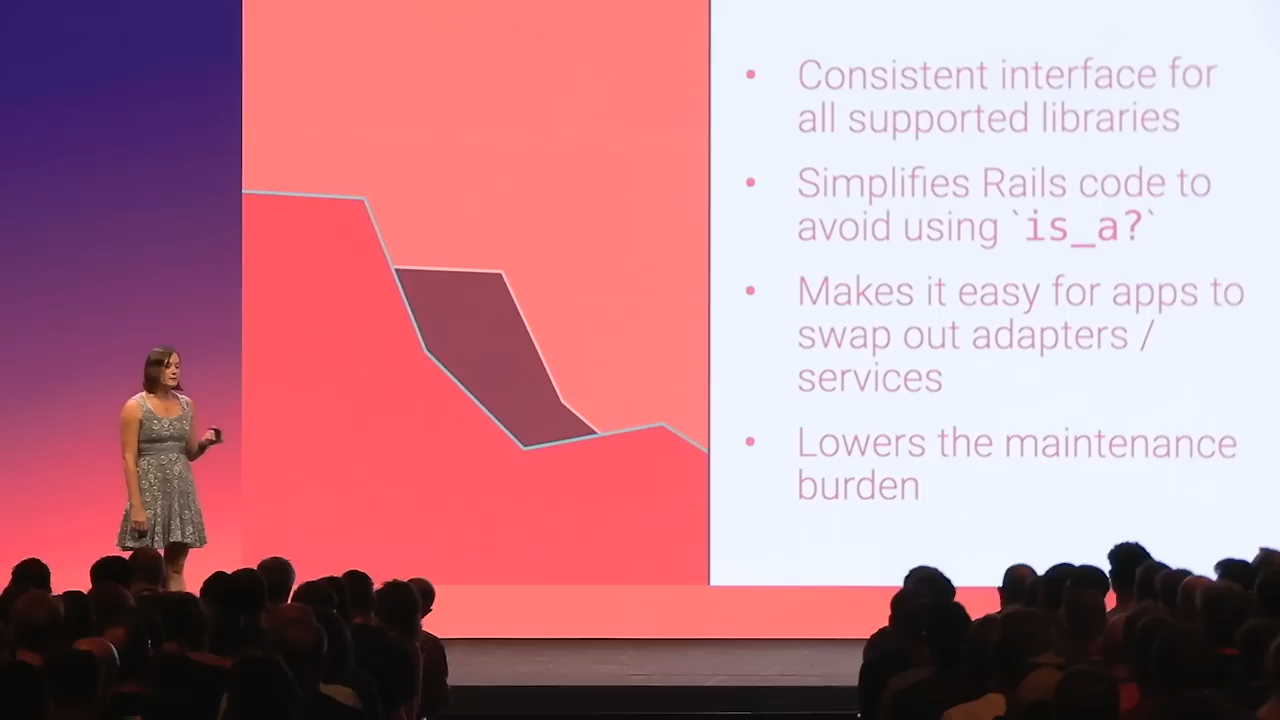 • Consistent interface for
all supported libraries
• Simplifies Rails code to
avoid using `is_a?`
• Makes it easy for apps to
swap out adapters /
services
• Lowers the maintenance
burden